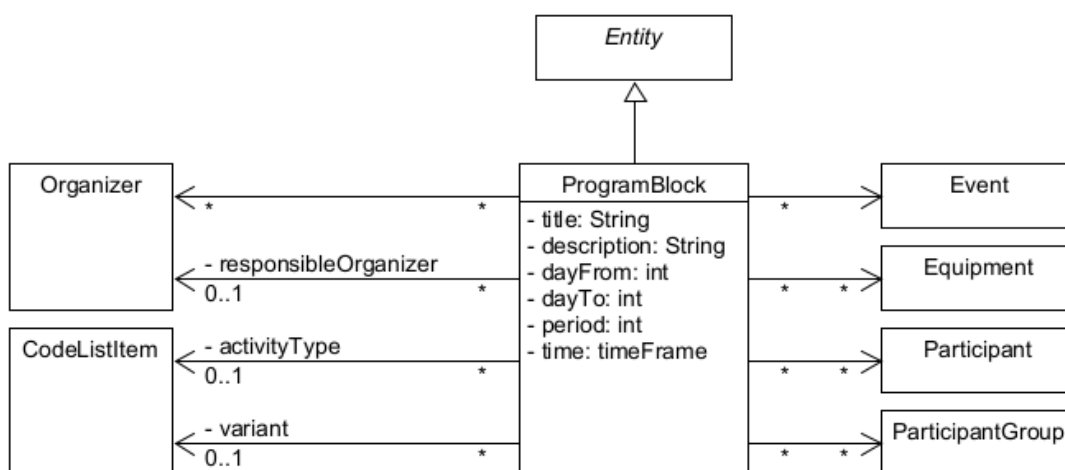 Entity
Organizer
* *
- responsibleOrganizer
0..1 *
CodeListItem
- activityType
0..1 *
- variant
0..1 *
ProgramBlock
- title: String
- description: String
- dayFrom: int
- dayTo: int
- period: int
- time: timeFrame
Event
*
Equipment
* *
Participant
* *
ParticipantGroup
* *